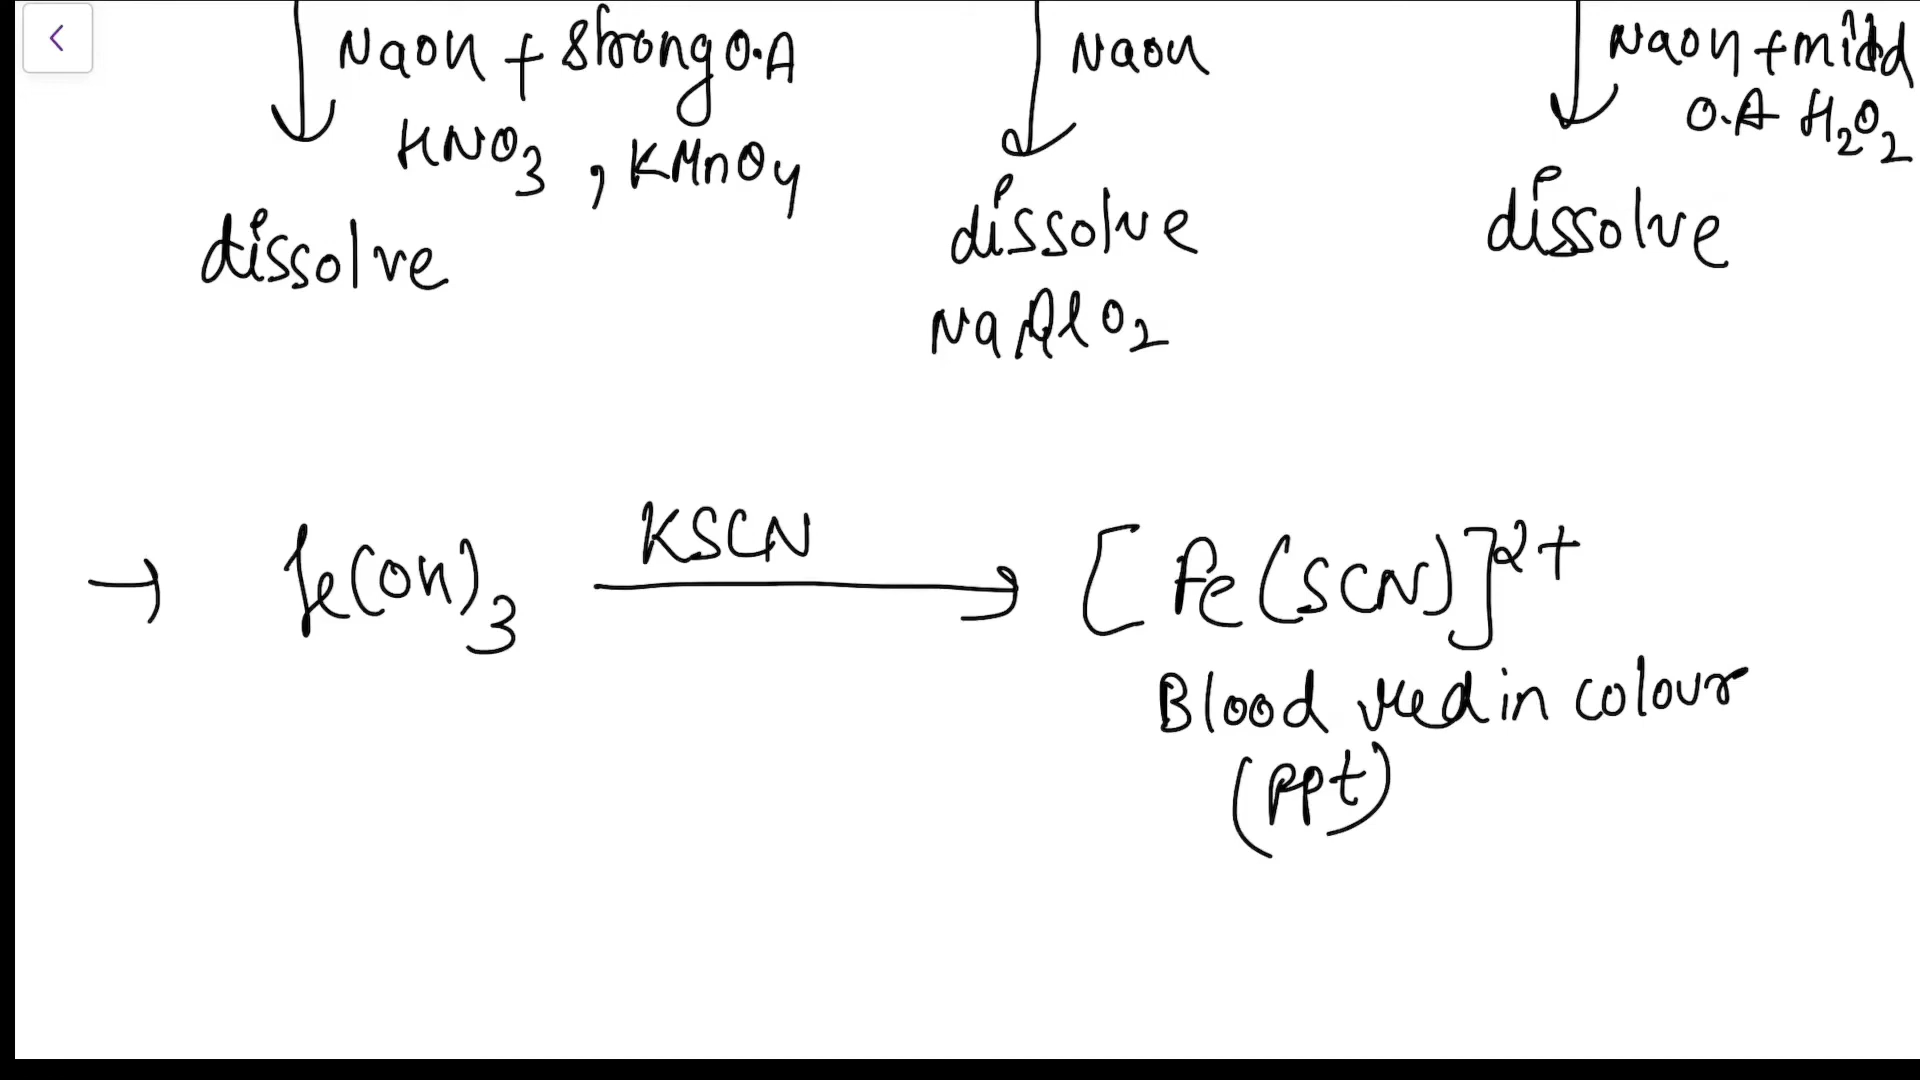 NaOH + Strong O.A
HNO3, KMnO4
dissolve
NaOH
dissolve
NaAlO2
NaOH + mild
O.A H2O2
dissolve
→ Fe(OH)3 KSCN → [Fe(SCN)]2+
Blood red in colour
(ppt)